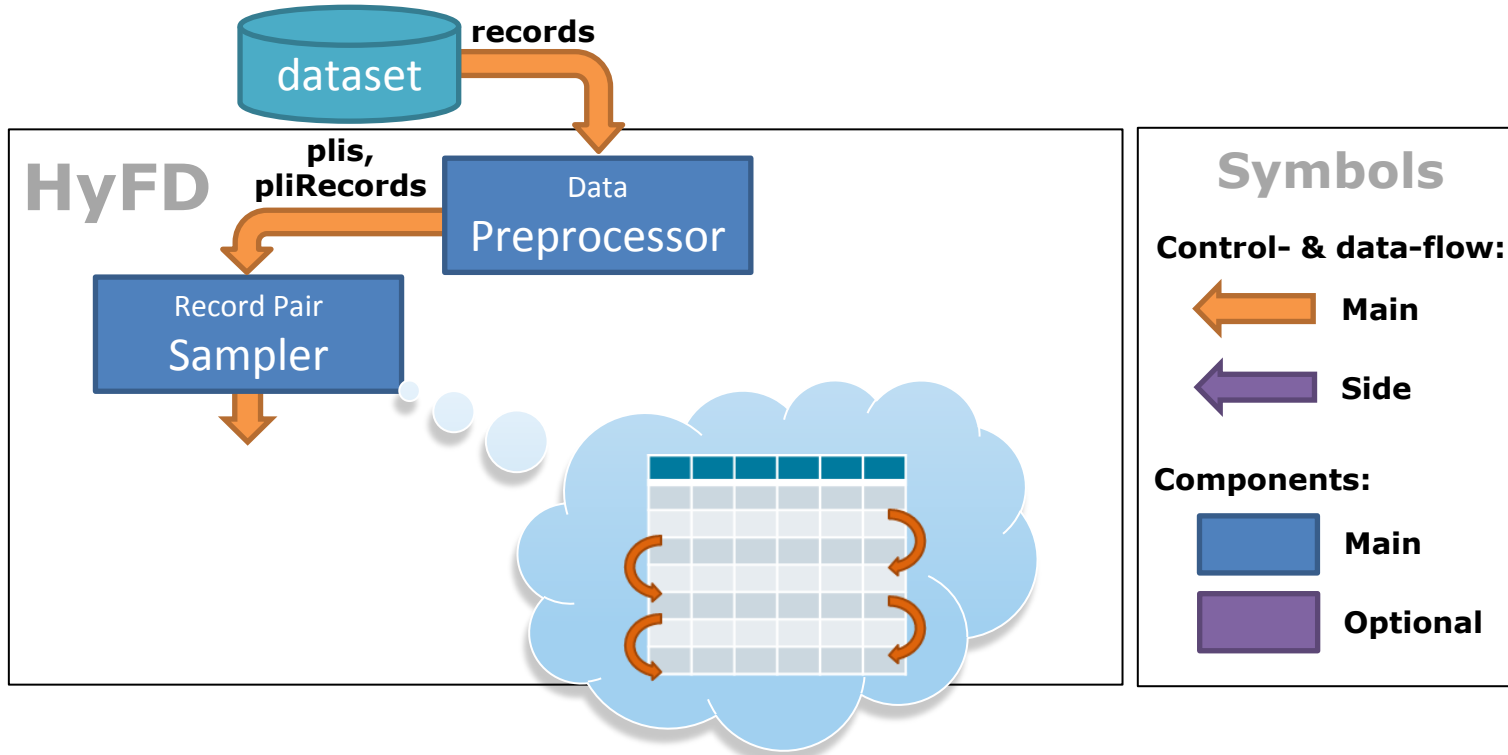 records
dataset
HyFD
plis,
pliRecords
Data
Preprocessor
Record Pair
Sampler
Symbols
Control- & data-flow:
Main
Side
Components:
Main
Optional